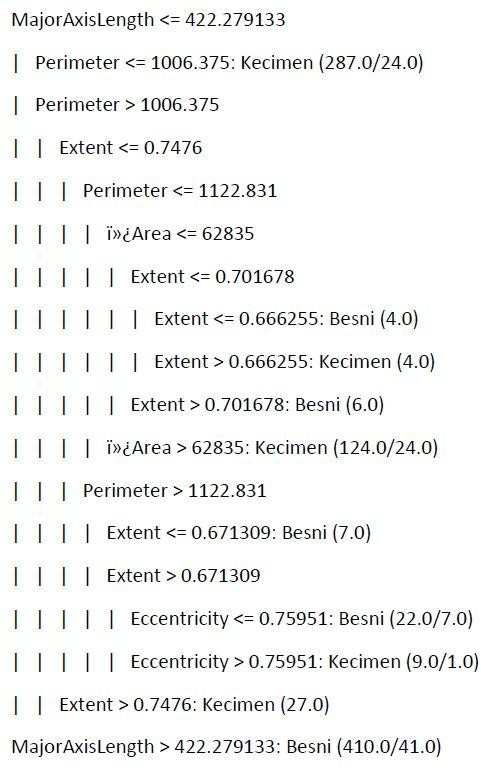 MajorAxisLength <= 422.279133
| Perimeter <= 1006.375: Kecimen (287.0/24.0)
| Perimeter > 1006.375
| | Extent <= 0.7476
| | | Perimeter <= 1122.831
| | | | ï»¿Area <= 62835
| | | | | Extent <= 0.701678
| | | | | | Extent <= 0.666255: Besni (4.0)
| | | | | | Extent > 0.666255: Kecimen (4.0)
| | | | | Extent > 0.701678: Besni (6.0)
| | | | ï»¿Area > 62835: Kecimen (124.0/24.0)
| | | Perimeter > 1122.831
| | | | Extent <= 0.671309: Besni (7.0)
| | | | Extent > 0.671309
| | | | | Eccentricity <= 0.75951: Besni (22.0/7.0)
| | | | | Eccentricity > 0.75951: Kecimen (9.0/1.0)
| | Extent > 0.7476: Kecimen (27.0)
MajorAxisLength > 422.279133: Besni (410.0/41.0)